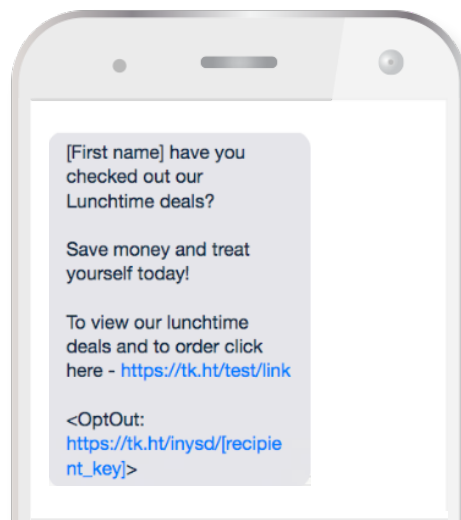 [First name] have you
checked out our
Lunchtime deals?
Save money and treat
yourself today!
To view our lunchtime
deals and to order click
here - https://tk.ht/test/link
<OptOut:
https://tk.ht/inysd/[recipie
nt_key]>